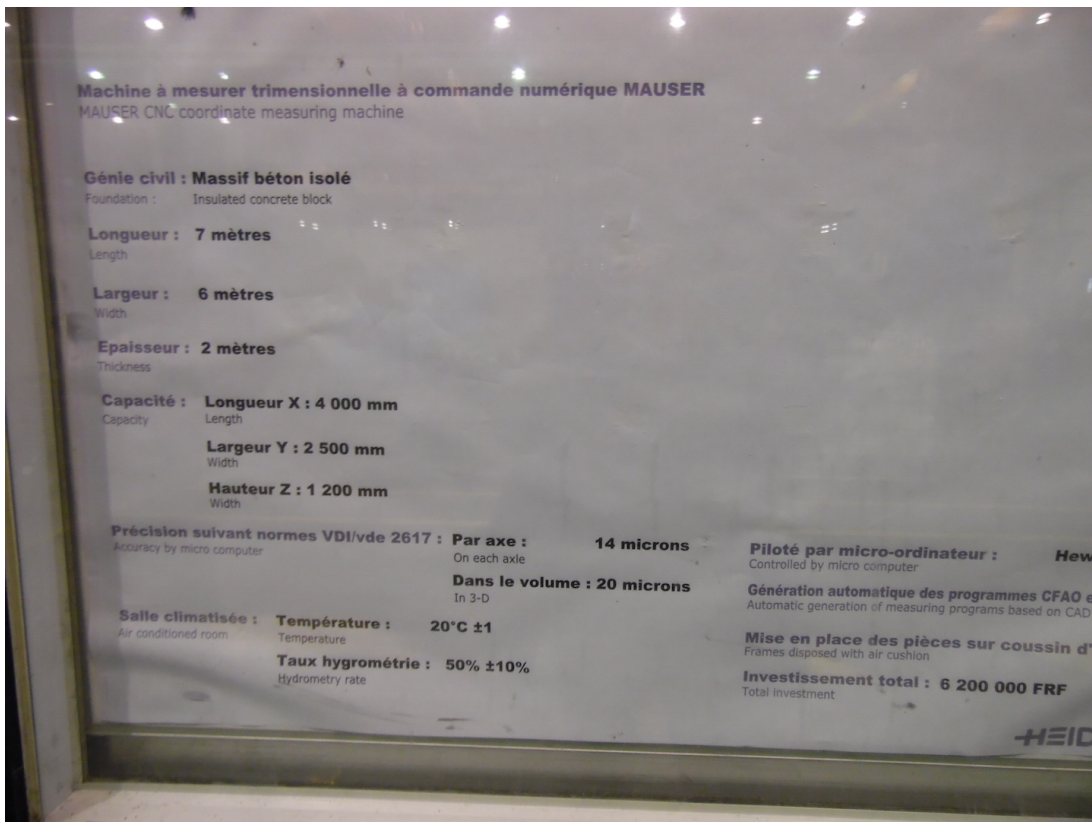 Machine à mesurer trimensionnelle à commande numérique MAUSER
MAUSER CNC coordinate measuring machine
Génie civil : Massif béton isolé
Foundation : Insulated concrete block
Longueur : 7 mètres
Length
Largeur : 6 mètres
Width
Epaisseur : 2 mètres
Thickness
Capacité : Longueur X : 4 000 mm
Capacity Length
Largeur Y : 2 500 mm
Width
Hauteur Z : 1 200 mm
Width
Précision suivant normes VDI/vde 2617 : Par axe : 14 microns
Accuracy by micro computer On each axle
Dans le volume : 20 microns
In 3-D
Salle climatisée : Température : 20°C ±1
Air conditioned room Temperature
Taux hygrométrie : 50% ±10%
Hydrometry rate
Piloté par micro-ordinateur : Hew
Controlled by micro computer
Génération automatique des programmes CFAO e
Automatic generation of measuring programs based on CAD
Mise en place des pièces sur coussin d'
Frames disposed with air cushion
Investissement total : 6 200 000 FRF
Total investment
HEID